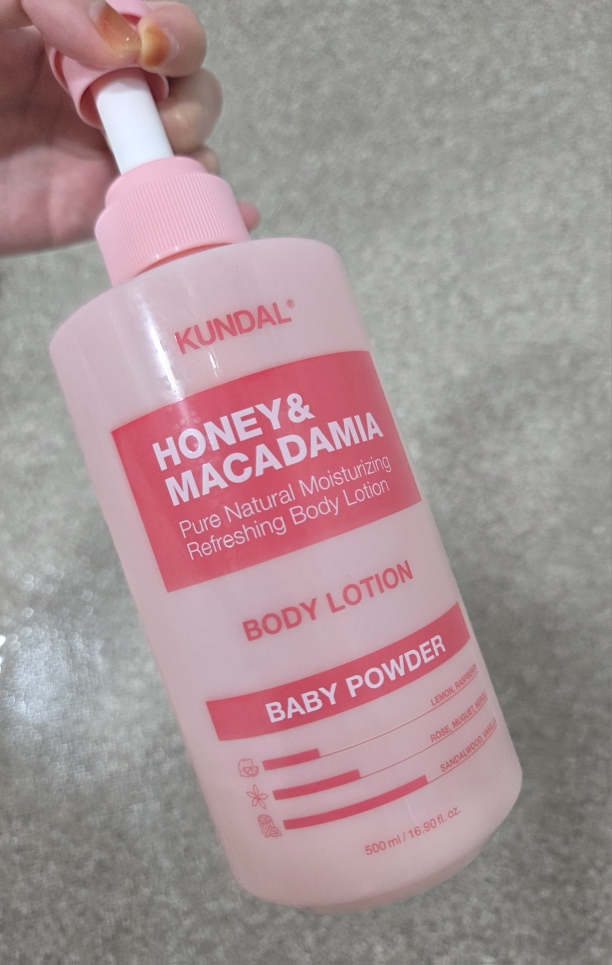 KUNDAL®
HONEY&
MACADAMIA
Pure Natural Moisturizing
Refreshing Body Lotion
BODY LOTION
BABY POWDER
LEMON, RASPBERRY
ROSE, MUGUET,
SANDALWOOD, VANILLA
500 ml / 16.90 fl. oz.